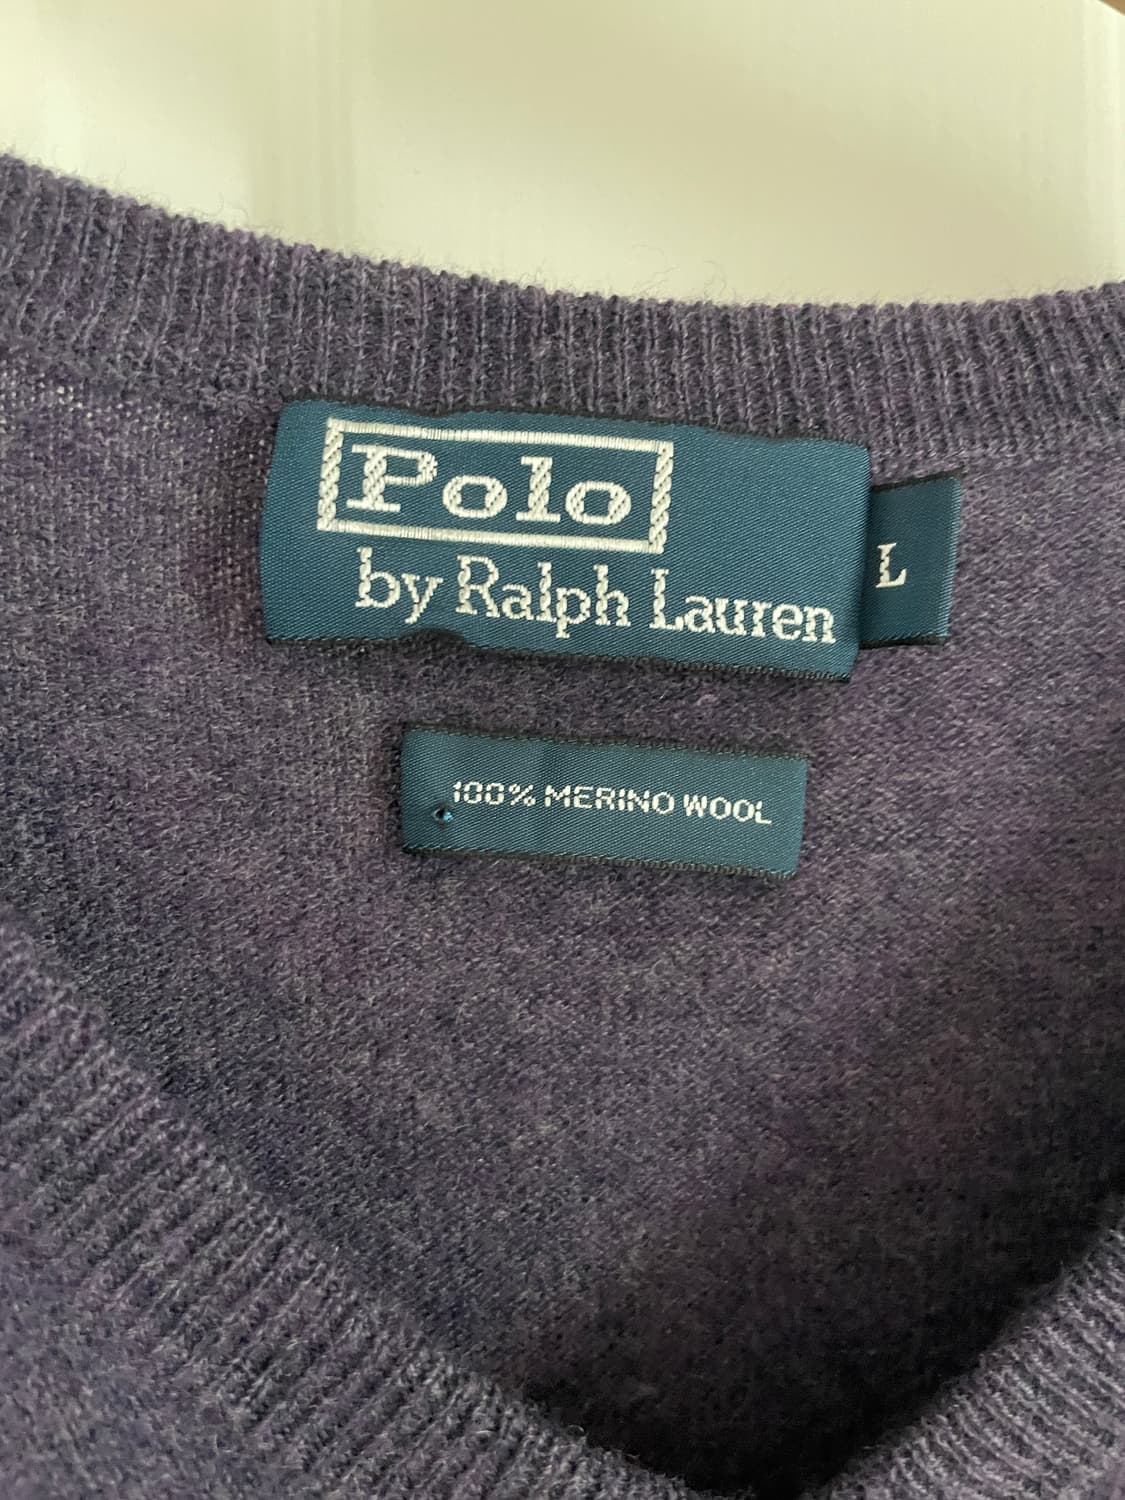 Polo
by Ralph Lauren
L
100% MERINO WOOL